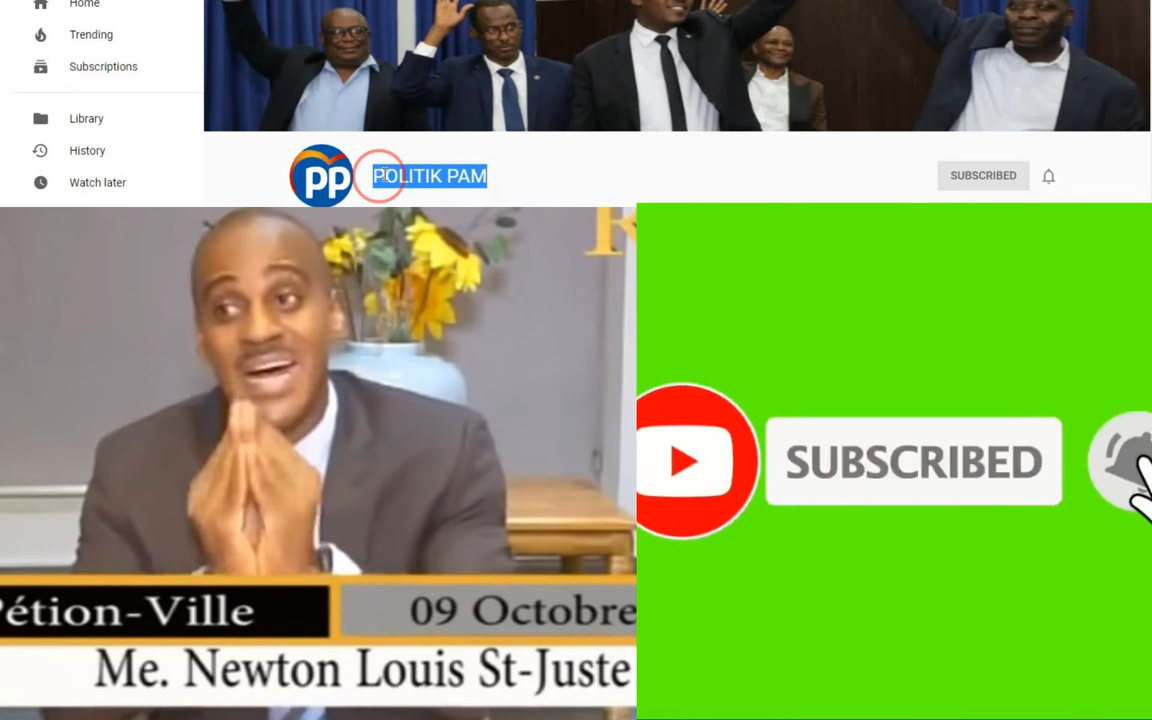 Home
Trending
Subscriptions
Library
History
Watch later
pp
POLITIK PAM
SUBSCRIBED
SUBSCRIBED
Pétion-Ville
09 Octobre
Me. Newton Louis St-Juste